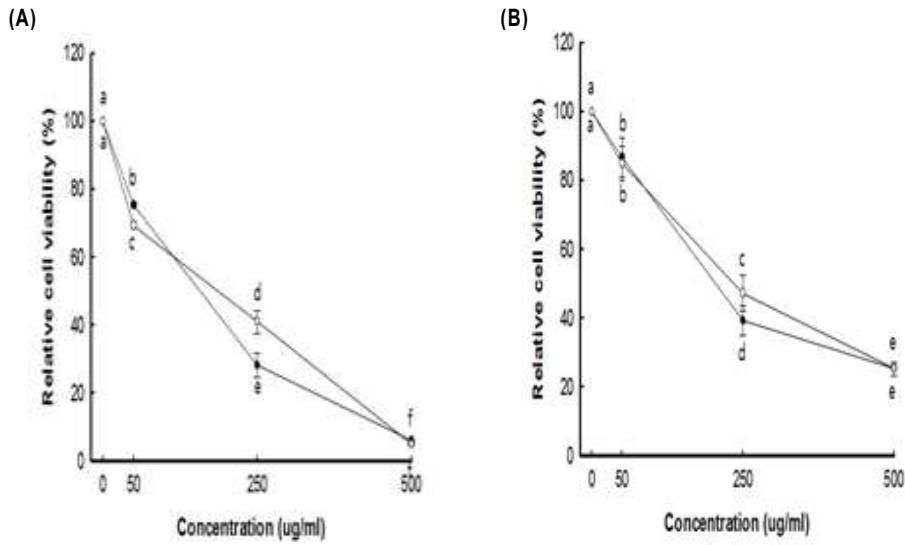 (A)
(B)
Relative cell viability (%)
120
100
80
60
40
20
0
a
a
b
c
d
e
f
0 50 250 500
Concentration (ug/ml)
Relative cell viability (%)
120
100
80
60
40
20
0
a
a
b
b
c
d
e
e
0 50 250 500
Concentration (ug/ml)